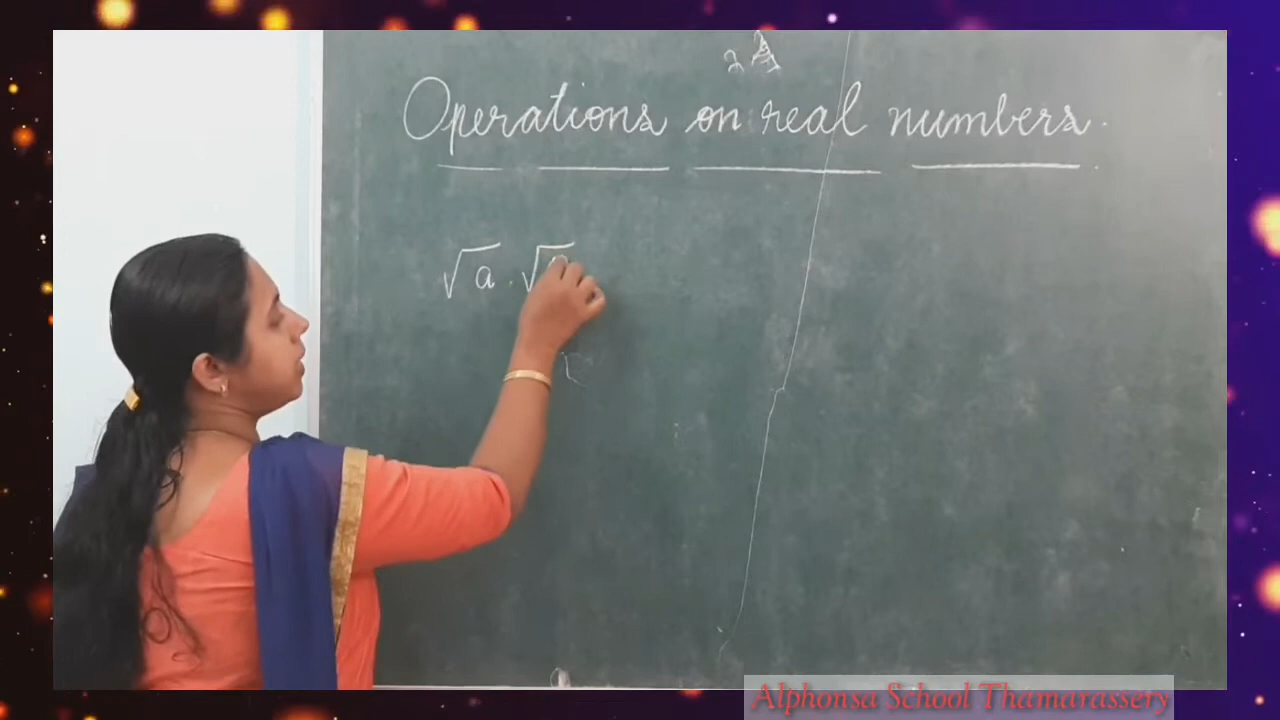 Operations on real numbers.
√a . √a
Alphonsa School Thamarassery